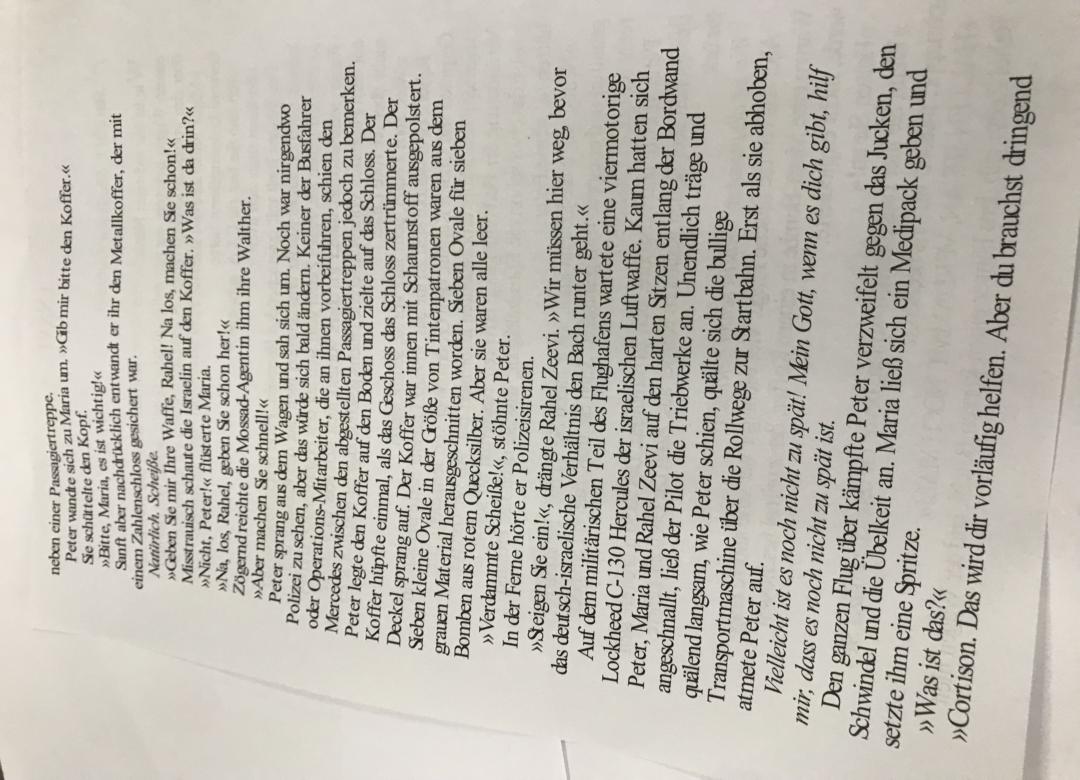 neben einer Passagiertreppe.
Peter wandte sich zu Maria um. »Gib mir bitte den Koffer.«
Sie schüttelte den Kopf.
»Bitte, Maria, es ist wichtig!«
Sanft aber nachdrücklich entwandt er ihr den Metallkoffer, der mit
einem Zahlenschloss gesichert war.
Natürlich. Scheiße.
»Geben Sie mir Ihre Waffe, Rahel! Na los, machen Sie schon!«
Misstrauisch schaute die Israelin auf den Koffer. »Was ist da drin?«
»Nicht, Peter!« flüsterte Maria.
»Na, los, Rahel, geben Sie schon her!«
Zögernd reichte die Mossad-Agentin ihm ihre Walther.
»Aber machen Sie schnell!«
Peter sprang aus dem Wagen und sah sich um. Noch war nirgendwo
Polizei zu sehen, aber das würde sich bald ändern. Keiner der Busfahrer
oder Operations-Mitarbeiter, die an ihnen vorbeifuhren, schien den
Mercedes zwischen den abgestellten Passagiertreppen jedoch zu bemerken.
Peter legte den Koffer auf den Boden und zielte auf das Schloss. Der
Koffer hüpfte einmal, als das Geschoss das Schloss zertrümmerte. Der
Deckel sprang auf. Der Koffer war innen mit Schaumstoff ausgepolstert.
Sieben kleine Ovale in der Größe von Tintenpatronen waren aus dem
grauen Material herausgeschnitten worden. Sieben Ovale für sieben
Bomben aus rotem Quecksilber. Aber sie waren alle leer.
»Verdammte Scheiße!«, stöhnte Peter.
In der Ferne hörte er Polizeisirenen.
»Steigen Sie ein!«, drängte Rahel Zeevi. »Wir müssen hier weg, bevor
das deutsch-israelische Verhältnis den Bach runter geht.«
Auf dem militärischen Teil des Flughafens wartete eine viermotorige
Lockheed C-130 Hercules der israelischen Luftwaffe. Kaum hatten sich
Peter, Maria und Rahel Zeevi auf den harten Sitzen entlang der Bordwand
angeschnallt, ließ der Pilot die Triebwerke an. Unendlich träge und
quälend langsam, wie Peter schien, quälte sich die bullige
Transportmaschine über die Rollwege zur Startbahn. Erst als sie abhoben,
atmete Peter auf.
Vielleicht ist es noch nicht zu spät! Mein Gott, wenn es dich gibt, hilf
mir, dass es noch nicht zu spät ist.
Den ganzen Flug über kämpfte Peter verzweifelt gegen das Jucken, den
Schwindel und die Übelkeit an. Maria ließ sich ein Medipack geben und
setzte ihm eine Spritze.
»Was ist das?«
»Cortison. Das wird dir vorläufig helfen. Aber du brauchst dringend